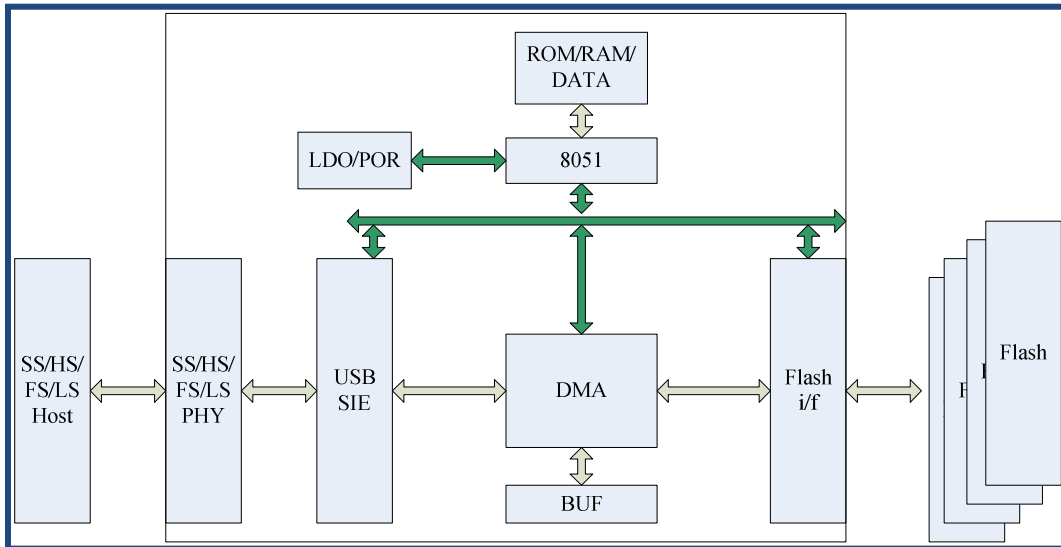 ROM/RAM/
DATA
LDO/POR
8051
SS/HS/
FS/LS
Host
SS/HS/
FS/LS
PHY
USB
SIE
DMA
Flash
i/f
Flash
BUF